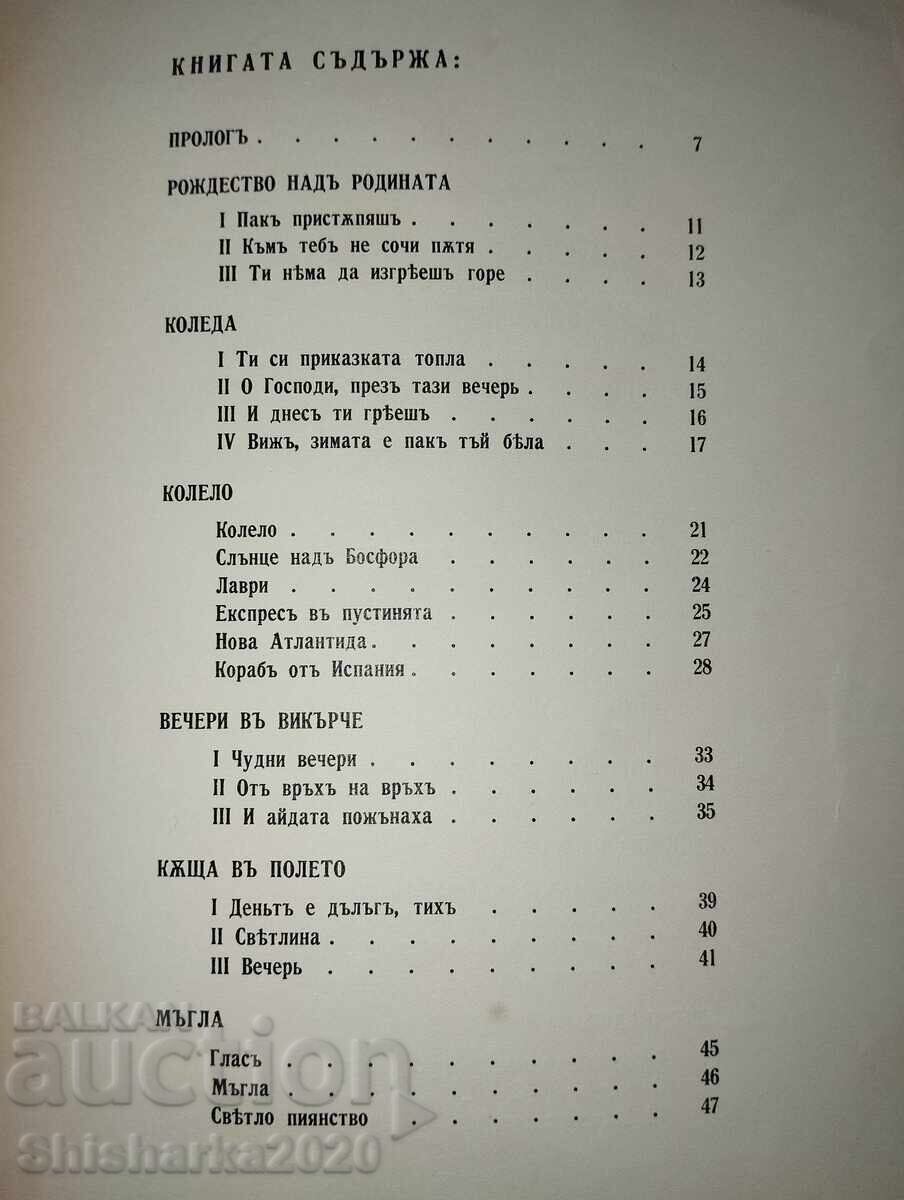 КНИГАТА СЪДЪРЖА:
ПРОЛОГЪ . . . . . . . . . . . 7
РОЖДЕСТВО НАДЪ РОДИНАТА
I Пакъ пристѫпяшъ . . . . . . . 11
II Къмъ тебъ не сочи пѫтя . . . . . 12
III Ти нѣма да изгрѣешъ горе . . . . 13
КОЛЕДА
I Ти си приказката топла . . . . . 14
II О Господи, презъ тази вечерь . . . . 15
III И днесъ ти грѣешъ . . . . . . 16
IV Вижъ, зимата е пакъ тъй бѣла . . . 17
КОЛЕЛО
Колело . . . . . . . . . . 21
Слънце надъ Босфора . . . . . . 22
Лаври . . . . . . . . . 24
Експресъ въ пустинята . . . . . . 25
Нова Атлантида . . . . . . . . 27
Корабъ отъ Испания . . . . . . . 28
ВЕЧЕРИ ВЪ ВИКЪРЧЕ
I Чудни вечери . . . . . . . . 33
II Отъ връхъ на връхъ . . . . . . 34
III И айдата пожънаха . . . . . . 35
КѪЩА ВЪ ПОЛЕТО
I Деньтъ е дълъгъ, тихъ . . . . . 39
II Свѣтлина . . . . . . . . . 40
III Вечерь . . . . . . . . . 41
МЪГЛА
Гласъ . . . . . . . . . . 45
Мъгла . . . . . . . . . . 46
Свѣтло пиянство . . . . . . . 47
BALKAN
auction
Shisharka2020